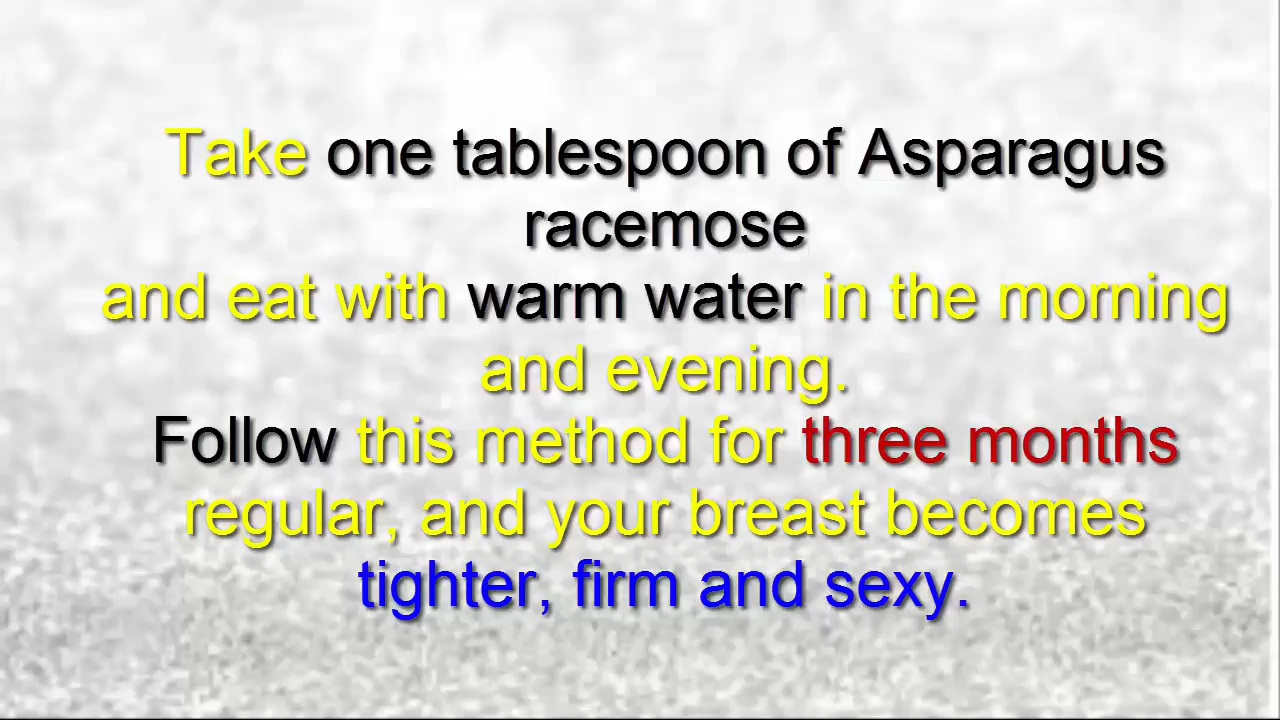 Take one tablespoon of Asparagus
racemose
and eat with warm water in the morning
and evening.
Follow this method for three months
regular, and your breast becomes
tighter, firm and sexy.